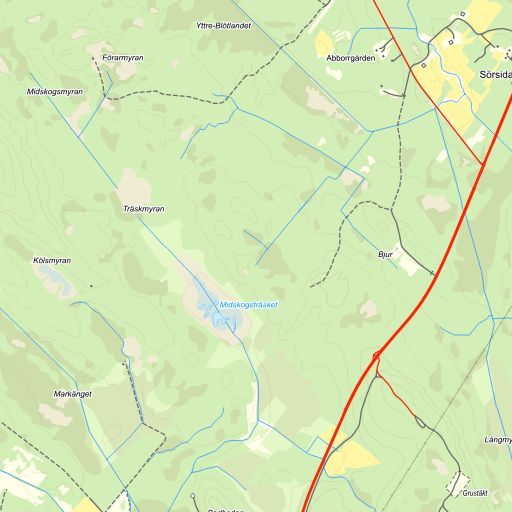 Yttre-Blötlandet
Förarmyran
Abborrgården
Sörsida
Midskogsmyran
Träskmyran
Kölsmyran
Bjur
Midskogsträsket
Markänget
Långmy
Grustäkt